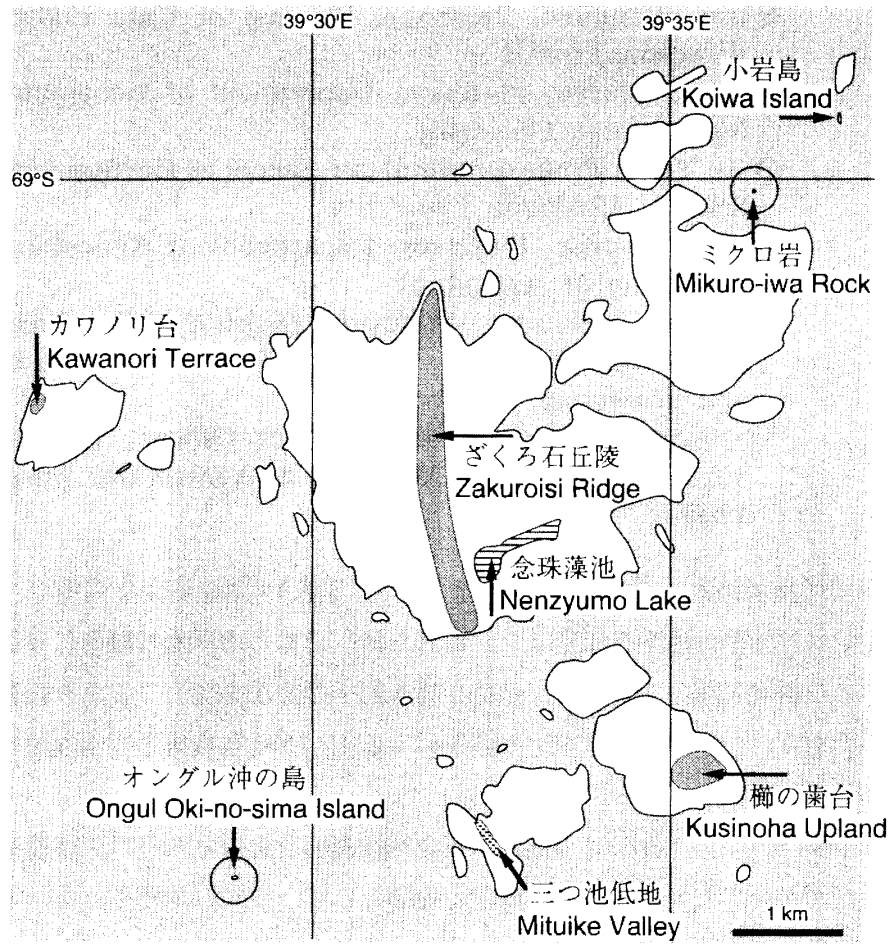 39°30'E
39°35'E
小岩島
Koiwa Island
69°S
ミクロ岩
Mikuro-iwa Rock
カワノリ台
Kawanori Terrace
ざくろ石丘陵
Zakuroisi Ridge
念珠藻池
Nenzyumo Lake
オングル沖の島
Ongul Oki-no-sima Island
櫛の歯台
Kusinoha Upland
三つ池低地
Mituike Valley
1 km